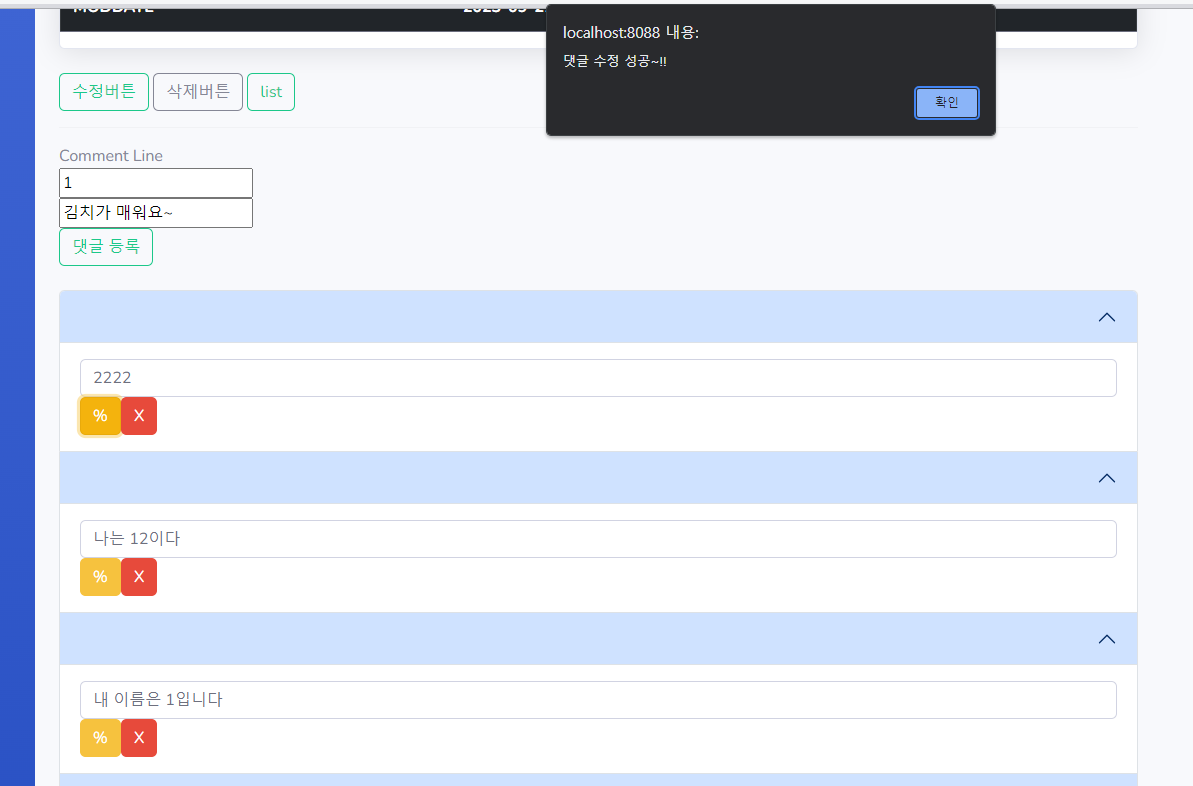 localhost:8088 내용:
댓글 수정 성공~!!
확인
MODDATE
수정버튼 삭제버튼 list
Comment Line
1
김치가 매워요~
댓글 등록
2222
% X
나는 12이다
% X
내 이름은 1입니다
% X